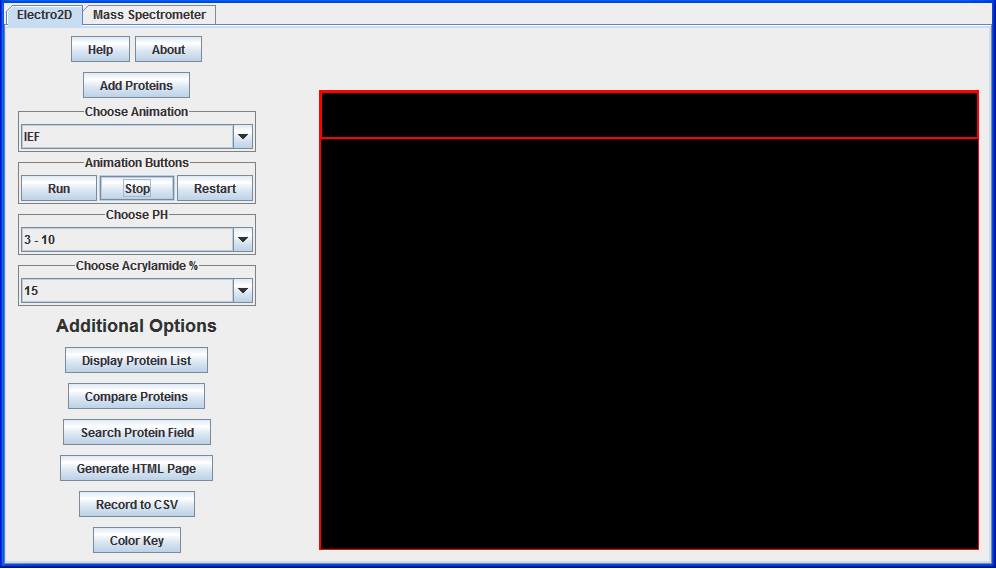 Electro2D Mass Spectrometer
Help About
Add Proteins
Choose Animation
IEF
Animation Buttons
Run Stop Restart
Choose PH
3 - 10
Choose Acrylamide %
15
Additional Options
Display Protein List
Compare Proteins
Search Protein Field
Generate HTML Page
Record to CSV
Color Key